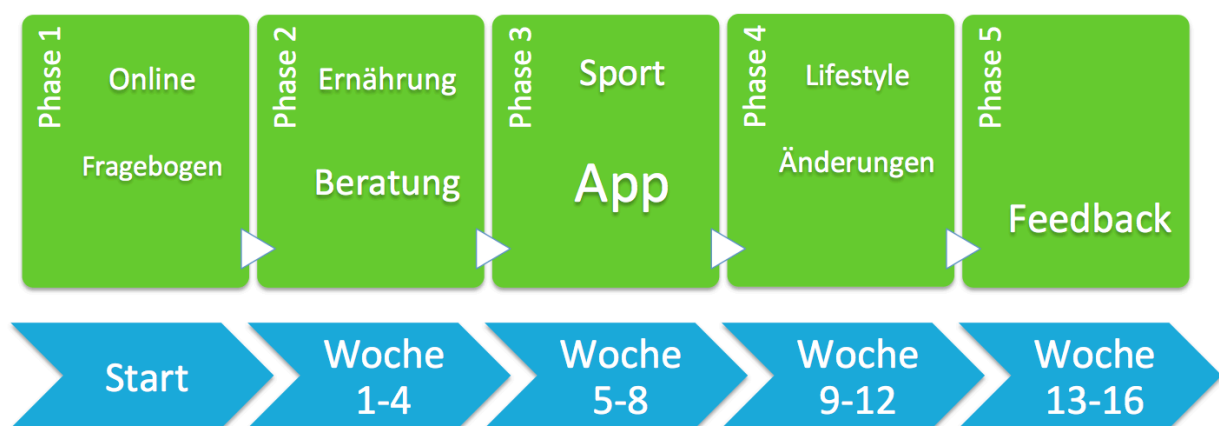 Phase 1
Online
Fragebogen
Phase 2
Ernährung
Beratung
Phase 3
Sport
App
Phase 4
Lifestyle
Änderungen
Phase 5
Feedback
Start
Woche
1-4
Woche
5-8
Woche
9-12
Woche
13-16